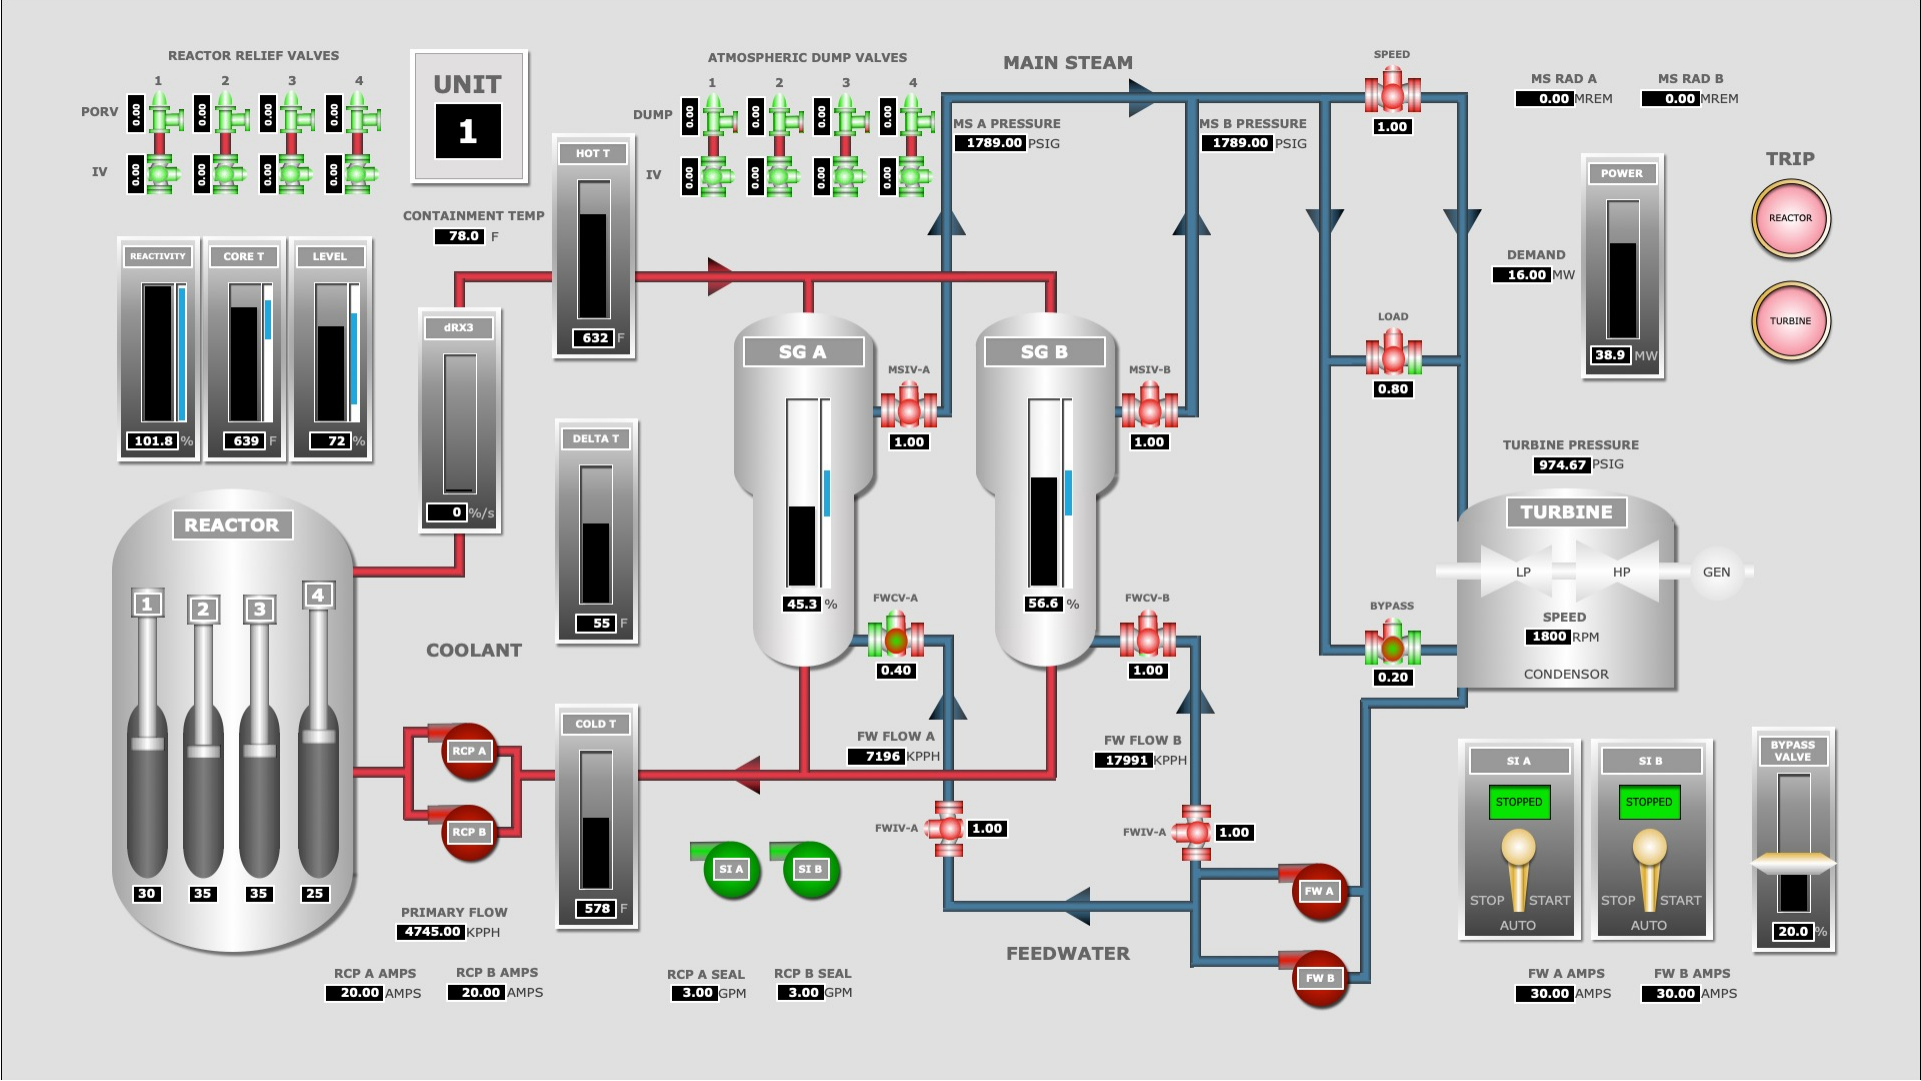 REACTOR RELIEF VALVES
1 2 3 4
PORV 0.00 0.00 0.00 0.00
IV 0.00 0.00 0.00 0.00
UNIT
1
ATMOSPHERIC DUMP VALVES
1 2 3 4
DUMP 0.00 0.00 0.00 0.00
IV 0.00 0.00 0.00 0.00
MAIN STEAM
MS A PRESSURE
1789.00 PSIG
MS B PRESSURE
1789.00 PSIG
SPEED
1.00
MS RAD A
0.00 MREM
MS RAD B
0.00 MREM
TRIP
REACTOR
TURBINE
POWER
38.9 MW
DEMAND
16.00 MW
HOT T
632 F
CONTAINMENT TEMP
78.0 F
REACTIVITY
101.8 %
CORE T
639 F
LEVEL
72 %
dRX3
0 %/s
DELTA T
55 F
SG A
45.3 %
SG B
56.6 %
MSIV-A
1.00
MSIV-B
1.00
LOAD
0.80
TURBINE PRESSURE
974.67 PSIG
TURBINE
LP HP GEN
SPEED
1800 RPM
CONDENSOR
BYPASS
0.20
REACTOR
1 2 3 4
30 35 35 25
COOLANT
RCP A
RCP B
COLD T
578 F
FWCV-A
0.40
FWCV-B
1.00
FW FLOW A
7196 KPPH
FW FLOW B
17991 KPPH
FWIV-A 1.00
FWIV-A 1.00
SI A
SI B
FW A
FW B
FEEDWATER
PRIMARY FLOW
4745.00 KPPH
RCP A AMPS
20.00 AMPS
RCP B AMPS
20.00 AMPS
RCP A SEAL
3.00 GPM
RCP B SEAL
3.00 GPM
SI A
STOPPED
STOP START
AUTO
SI B
STOPPED
STOP START
AUTO
BYPASS
VALVE
20.0 %
FW A AMPS
30.00 AMPS
FW B AMPS
30.00 AMPS